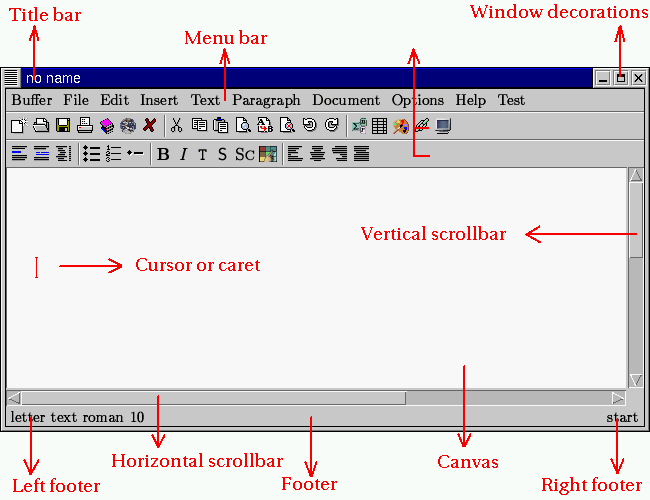 Title bar
Window decorations
Menu bar
no name
Buffer File Edit Insert Text Paragraph Document Options Help Test
B I T S SC
Vertical scrollbar
Cursor or caret
letter text roman 10 start
Horizontal scrollbar Canvas
Left footer Footer Right footer